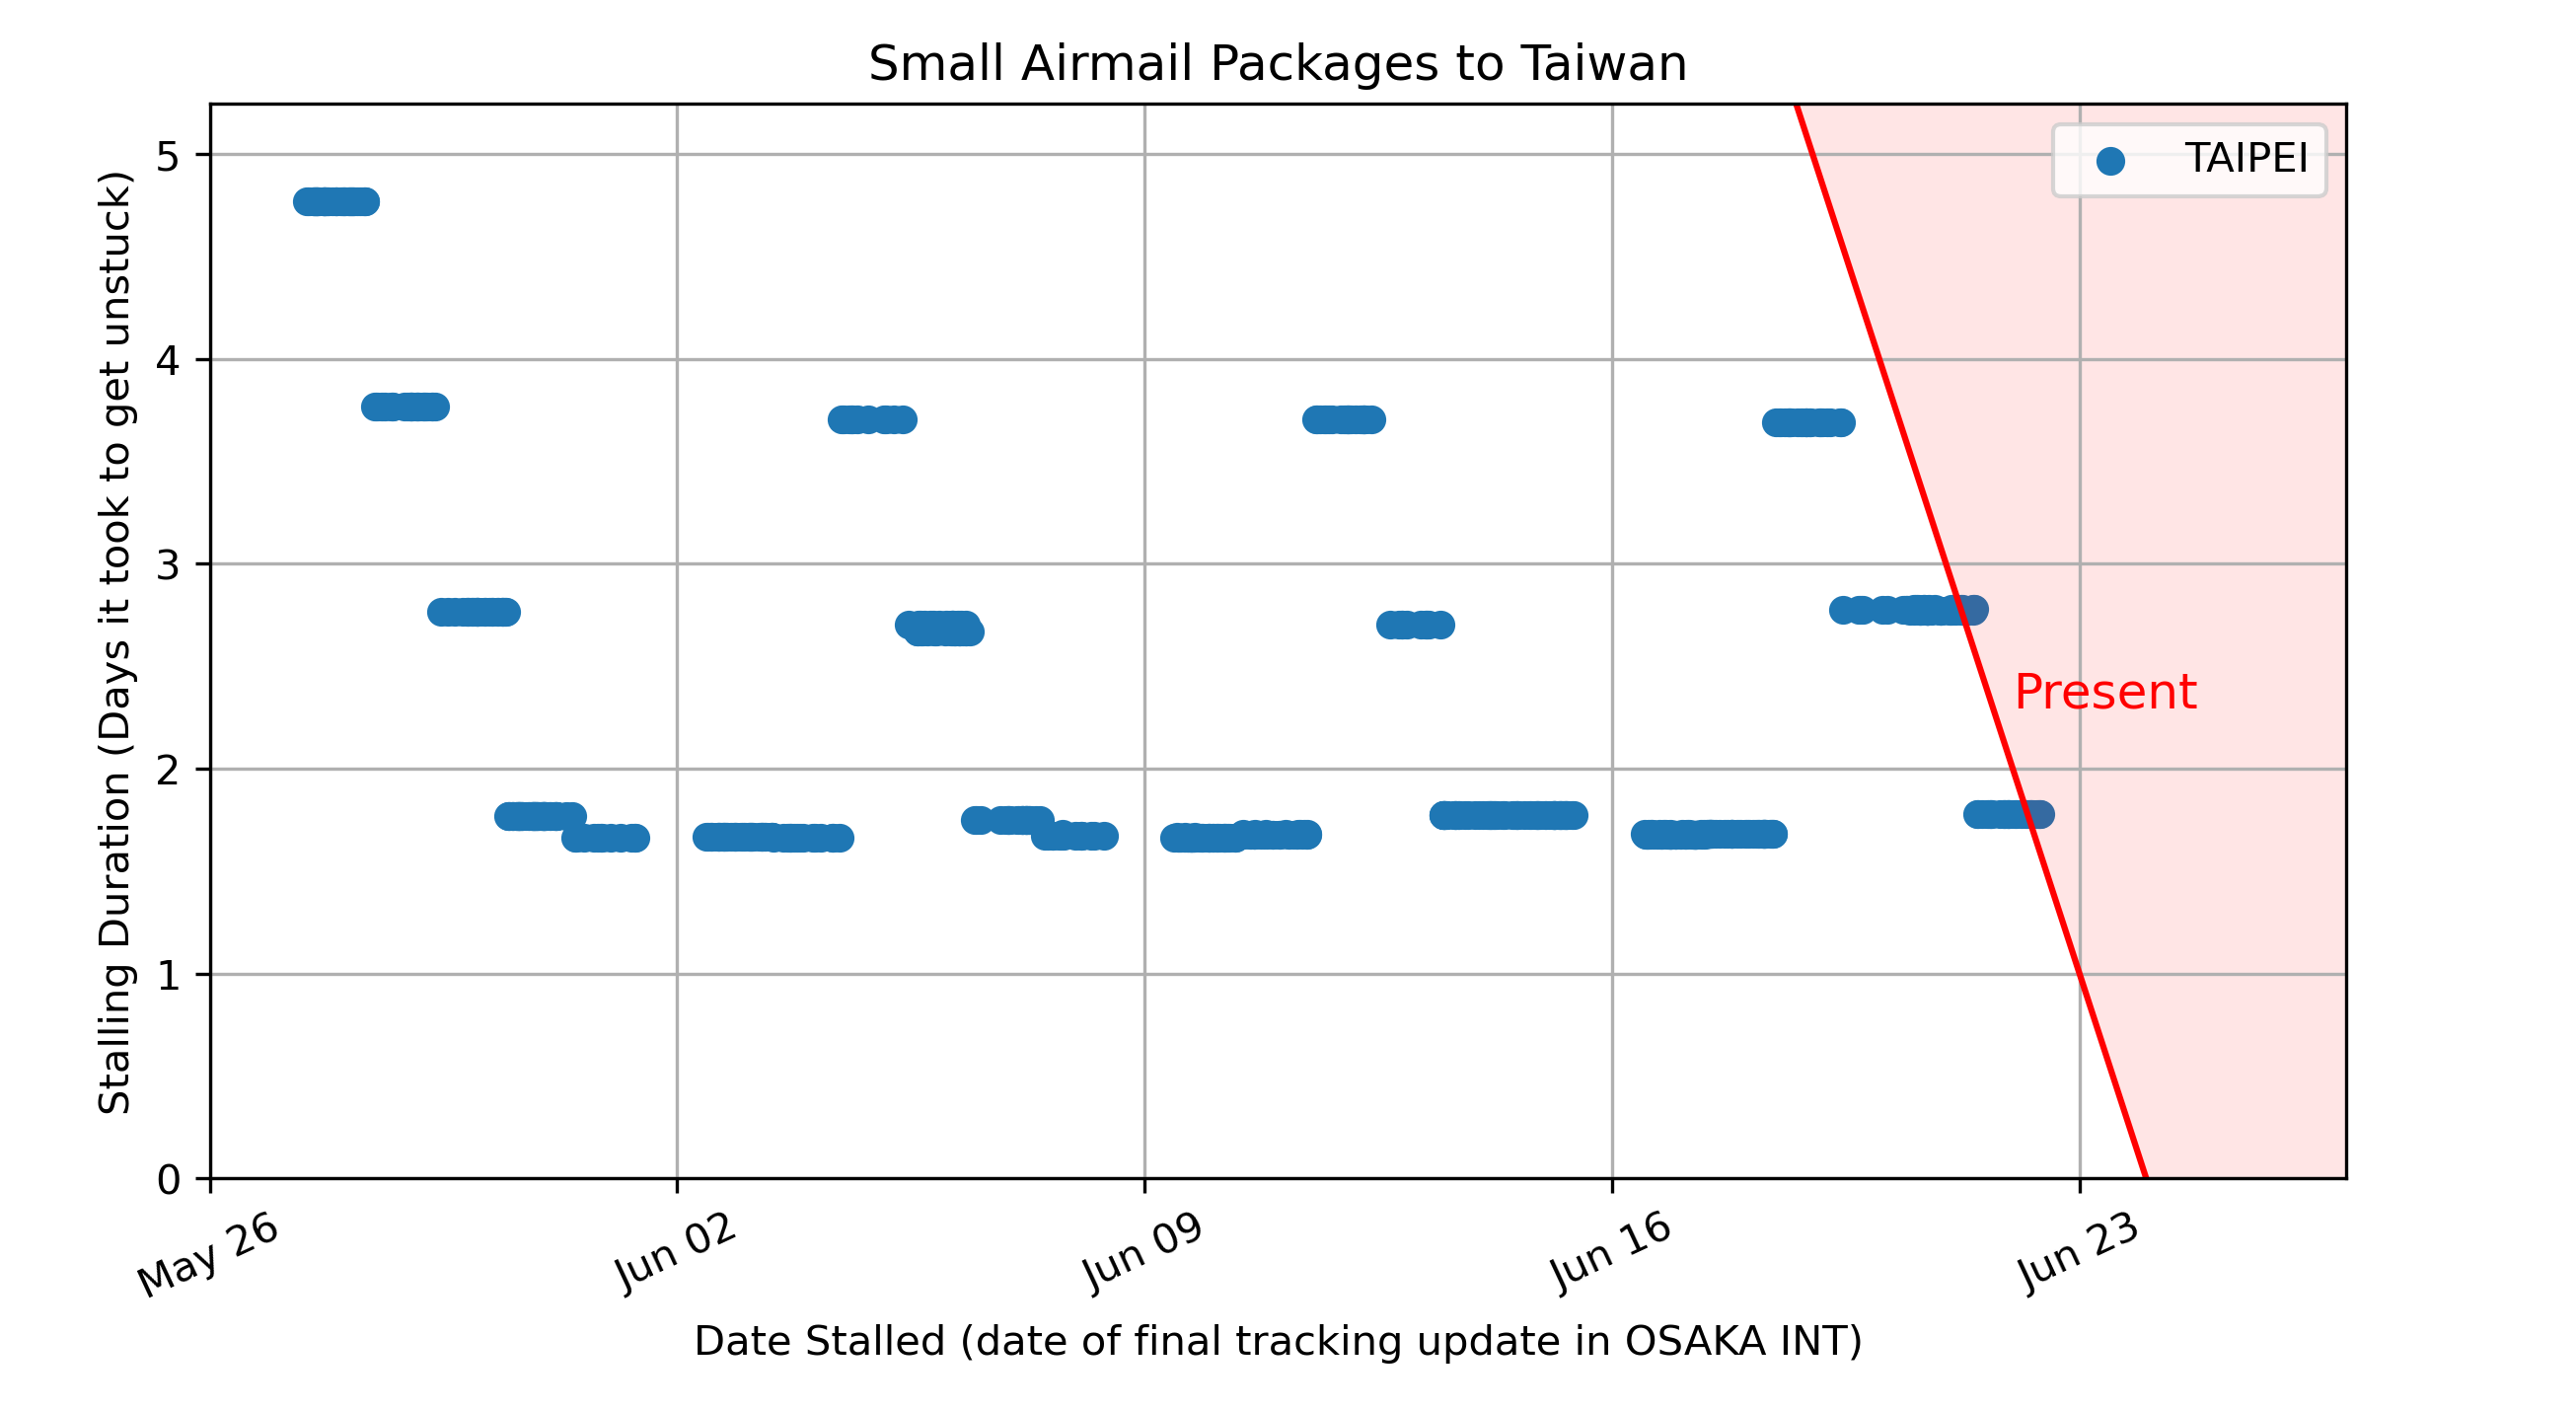 Small Airmail Packages to Taiwan
Stalling Duration (Days it took to get unstuck)
5
4
3
2
1
0
TAIPEI
Present
May 26
Jun 02
Jun 09
Jun 16
Jun 23
Date Stalled (date of final tracking update in OSAKA INT)